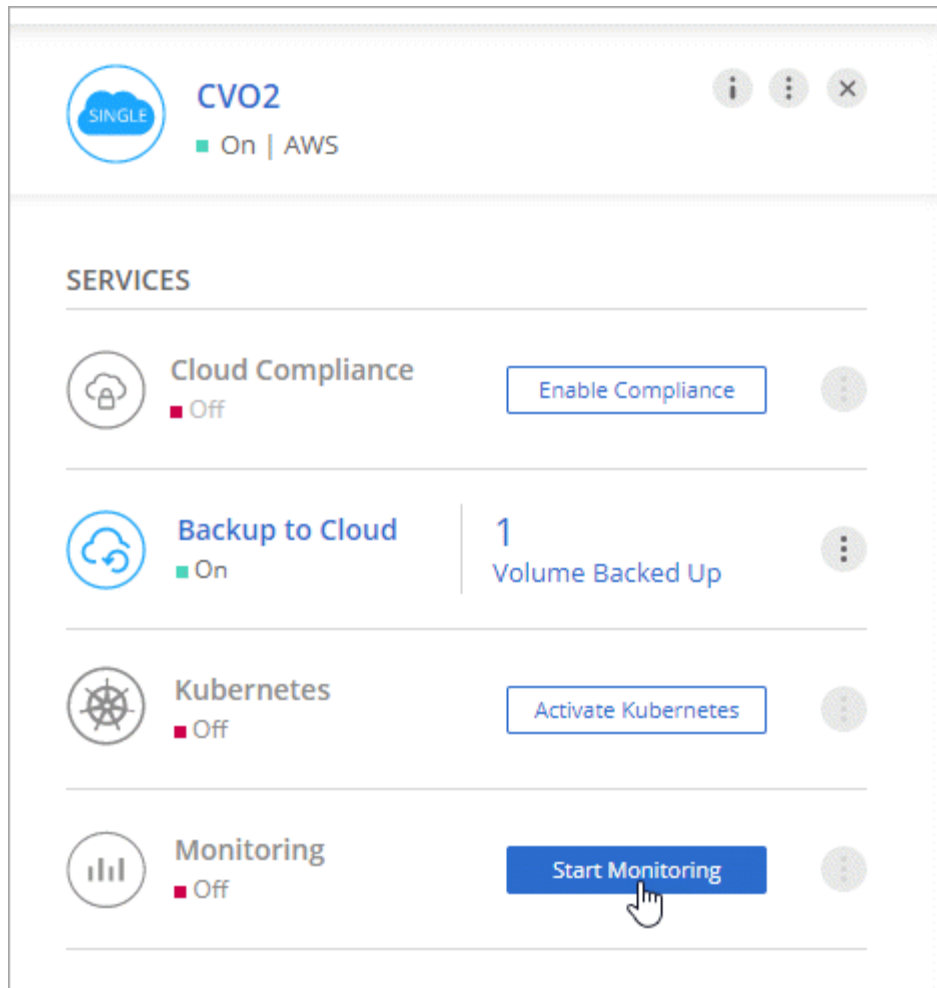 SINGLE
CVO2
On | AWS
SERVICES
Cloud Compliance
Off
Enable Compliance
Backup to Cloud
On
1
Volume Backed Up
Kubernetes
Off
Activate Kubernetes
Monitoring
Off
Start Monitoring